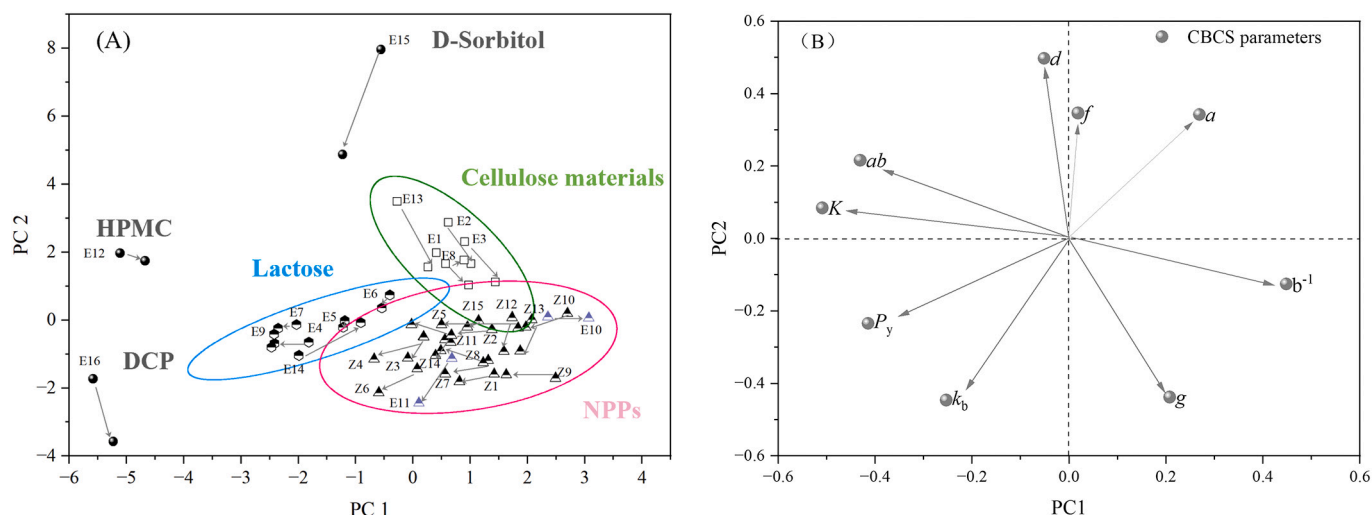 (A)
E15
D-Sorbitol
Cellulose materials
E13
E2
E1
E3
E8
HPMC
E12
Lactose
E6
E7
E5
E9
E4
E14
DCP
E16
Z5
Z15
Z12
Z13
Z10
E10
Z11
Z2
Z4
Z3
Z14
Z8
Z6
Z7
Z1
Z9
E11
NPPs
8
6
4
2
0
−2
−4
PC 2
−6 −5 −4 −3 −2 −1 0 1 2 3 4
PC 1
(B)
CBCS parameters
d
f
a
ab
K
b-1
Py
kb
g
0.6
0.4
0.2
0.0
−0.2
−0.4
−0.6
PC2
−0.6 −0.4 −0.2 0.0 0.2 0.4 0.6
PC1